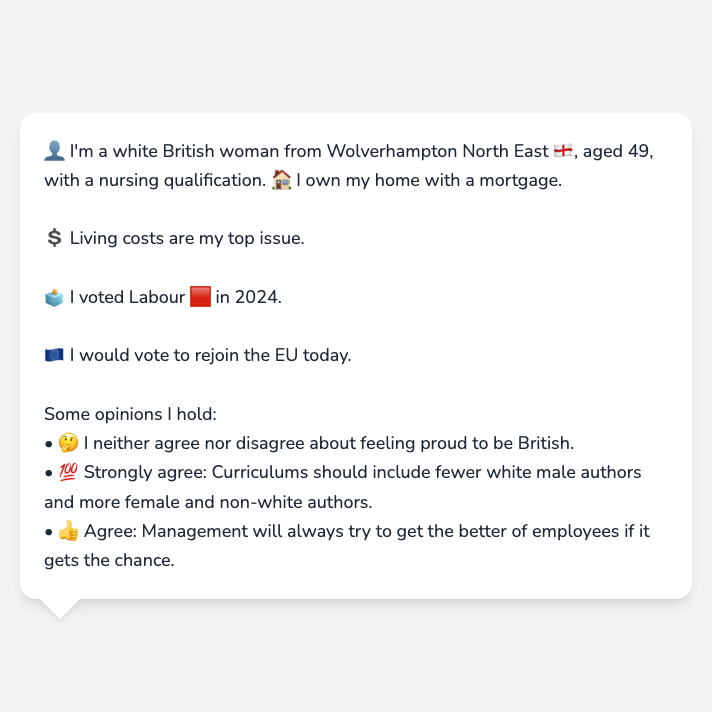 👤 I'm a white British woman from Wolverhampton North East 🏴󠁧󠁢󠁥󠁮󠁧󠁿, aged 49,
with a nursing qualification. 🏠 I own my home with a mortgage.
💲 Living costs are my top issue.
🗳️ I voted Labour 🟥 in 2024.
🇪🇺 I would vote to rejoin the EU today.
Some opinions I hold:
• 🤔 I neither agree nor disagree about feeling proud to be British.
• 💯 Strongly agree: Curriculums should include fewer white male authors
and more female and non-white authors.
• 👍 Agree: Management will always try to get the better of employees if it
gets the chance.